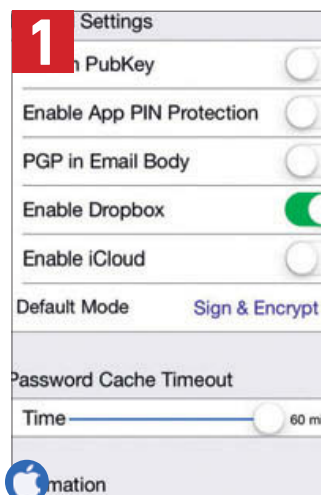 1
Settings
PubKey
Enable App PIN Protection
PGP in Email Body
Enable Dropbox
Enable iCloud
Default Mode Sign & Encrypt
Password Cache Timeout
Time 60 mi
mation